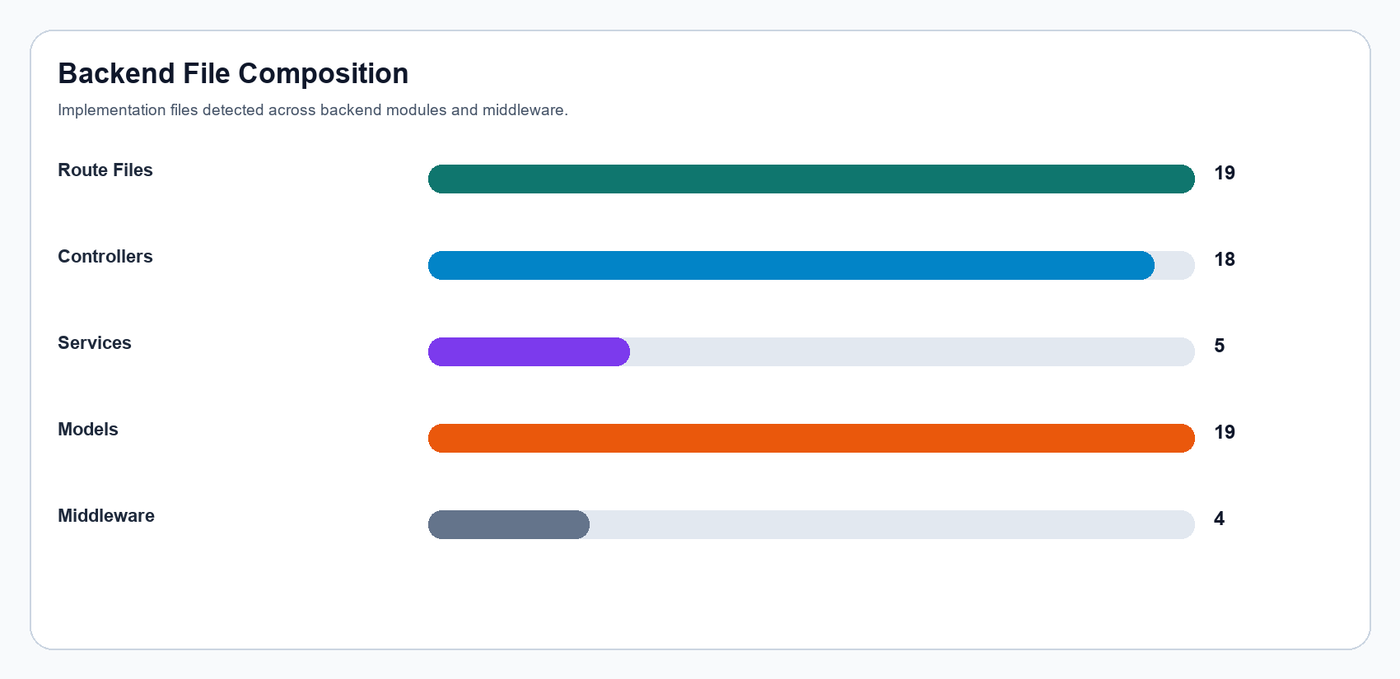 Backend File Composition
Implementation files detected across backend modules and middleware.
Route Files 19
Controllers 18
Services 5
Models 19
Middleware 4